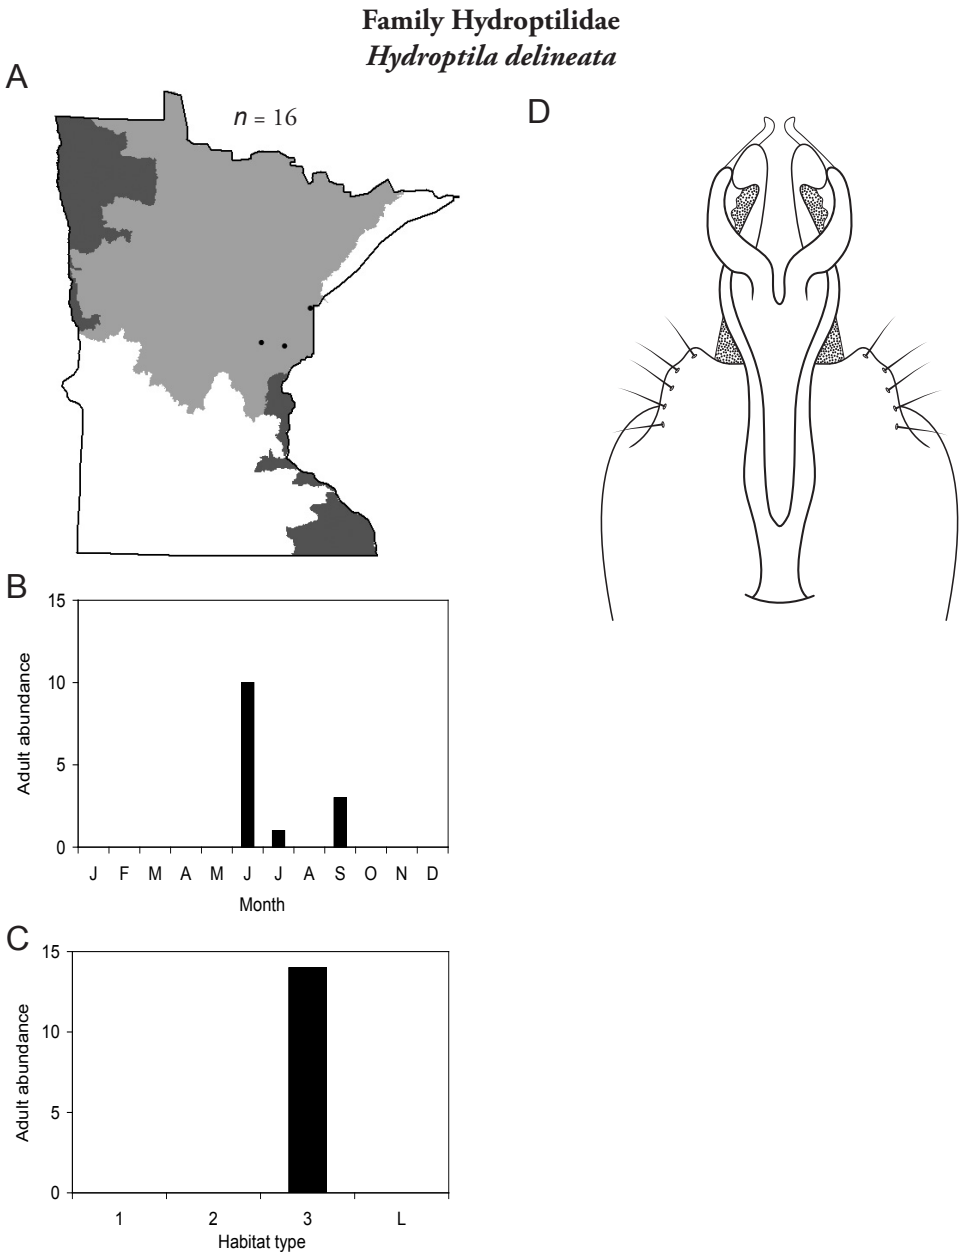 Family Hydroptilidae
Hydroptila delineata
A
n = 16
D
B
15
10
5
0
Adult abundance
J F M A M J J A S O N D
Month
C
15
10
5
0
Adult abundance
1 2 3 L
Habitat type